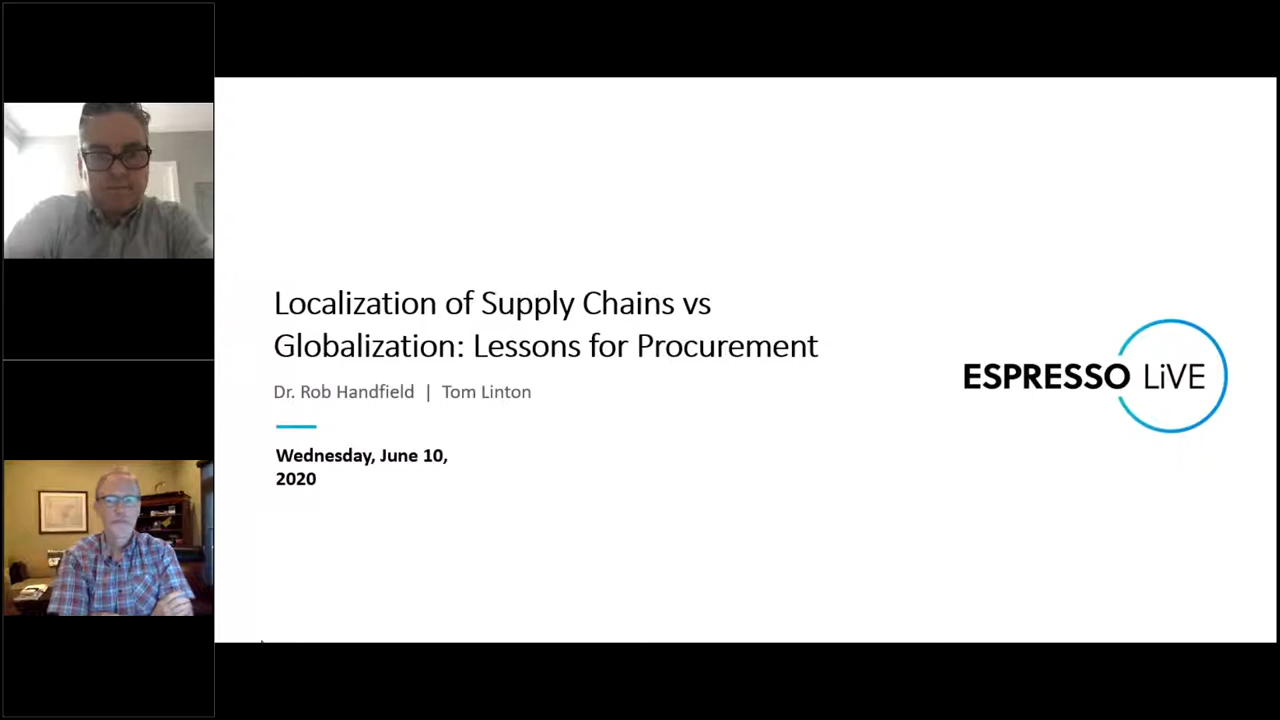 Localization of Supply Chains vs
Globalization: Lessons for Procurement
Dr. Rob Handfield | Tom Linton
Wednesday, June 10,
2020
ESPRESSO LiVE